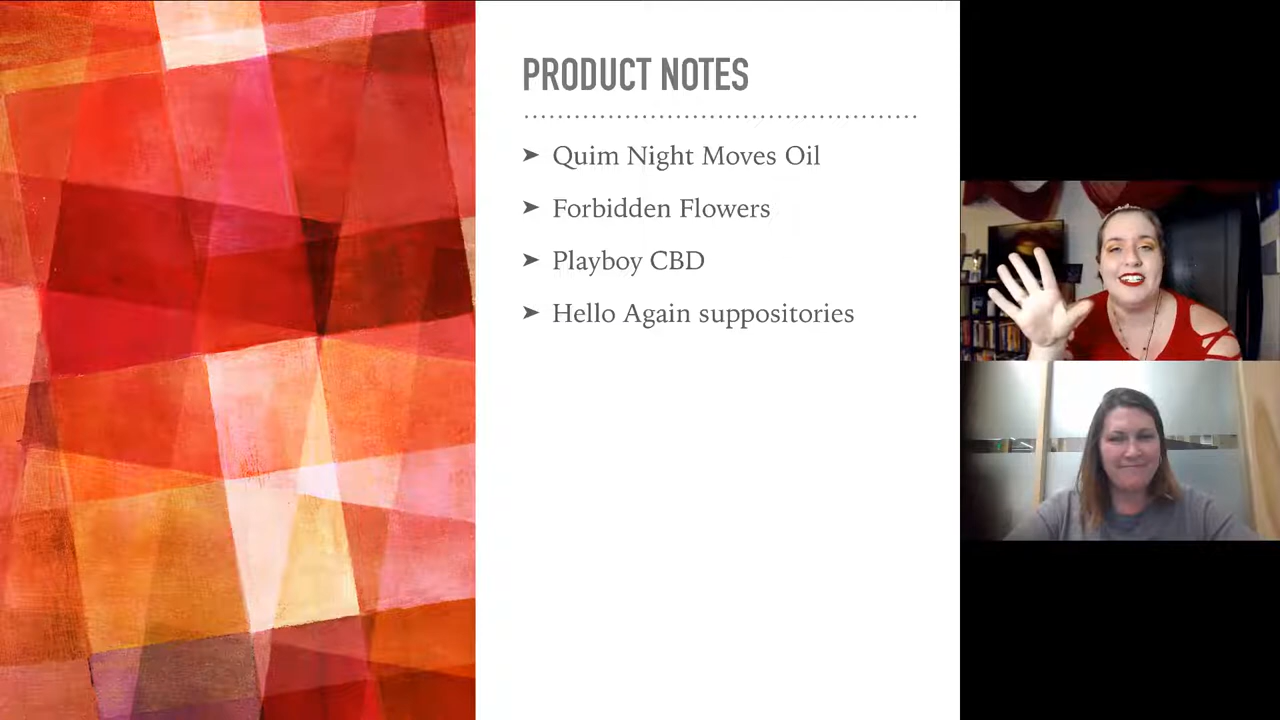 PRODUCT NOTES
➤ Quim Night Moves Oil
➤ Forbidden Flowers
➤ Playboy CBD
➤ Hello Again suppositories